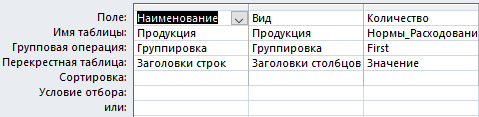 Поле: Наименование Вид Количество
Имя таблицы: Продукция Продукция Нормы_Расходовани
Групповая операция: Группировка Группировка First
Перекрестная таблица: Заголовки строк Заголовки столбцов Значение
Сортировка:
Условие отбора:
или: